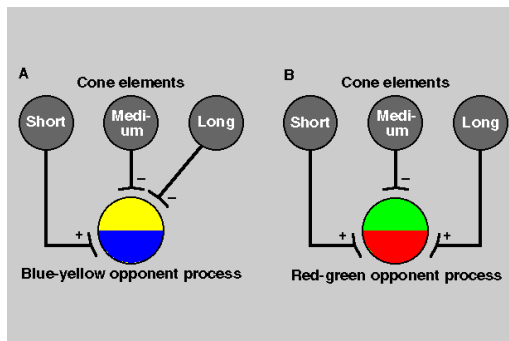 A
Cone elements
Short
Medi-
um
Long
–
–
+
Blue-yellow opponent process
B
Cone elements
Short
Medi-
um
Long
–
+
+
Red-green opponent process